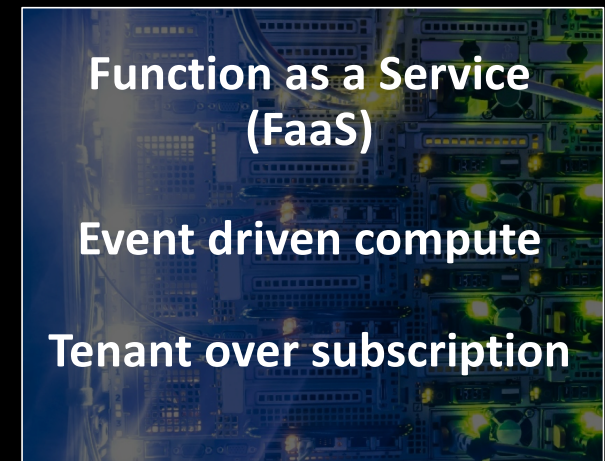 Function as a Service
(FaaS)
Event driven compute
Tenant over subscription